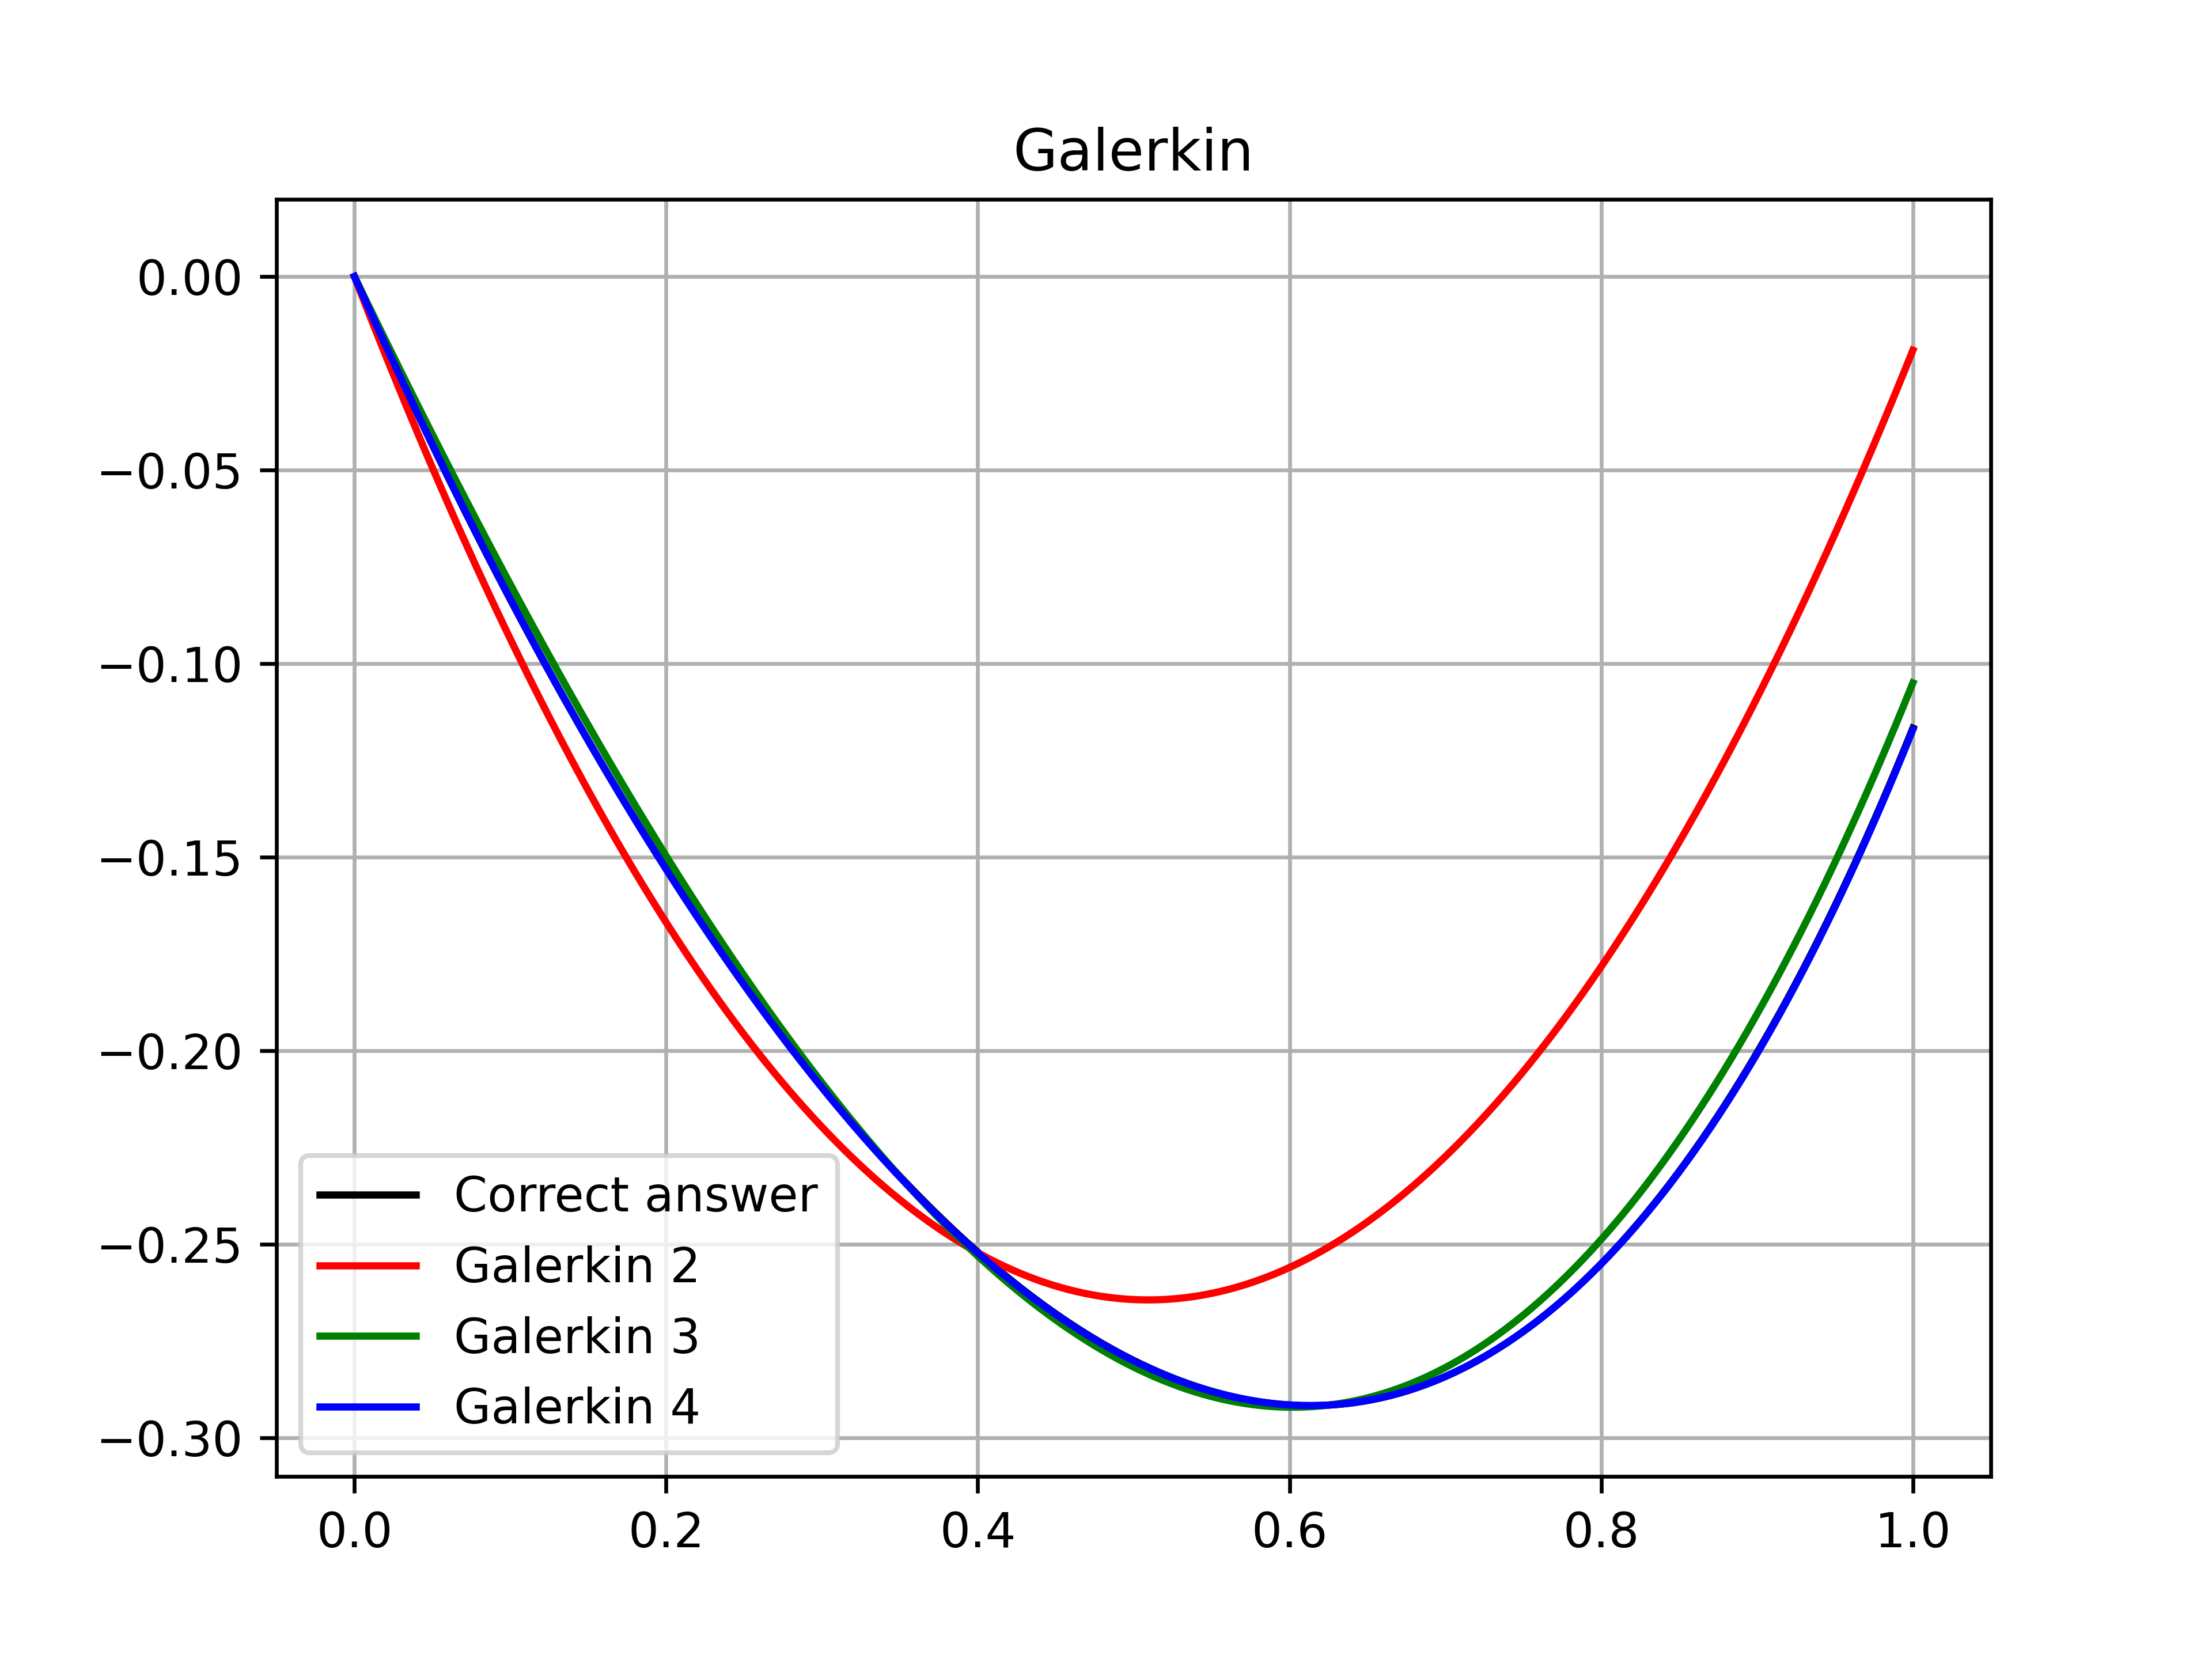 Galerkin
0.00
−0.05
−0.10
−0.15
−0.20
−0.25
−0.30
Correct answer
Galerkin 2
Galerkin 3
Galerkin 4
0.0 0.2 0.4 0.6 0.8 1.0